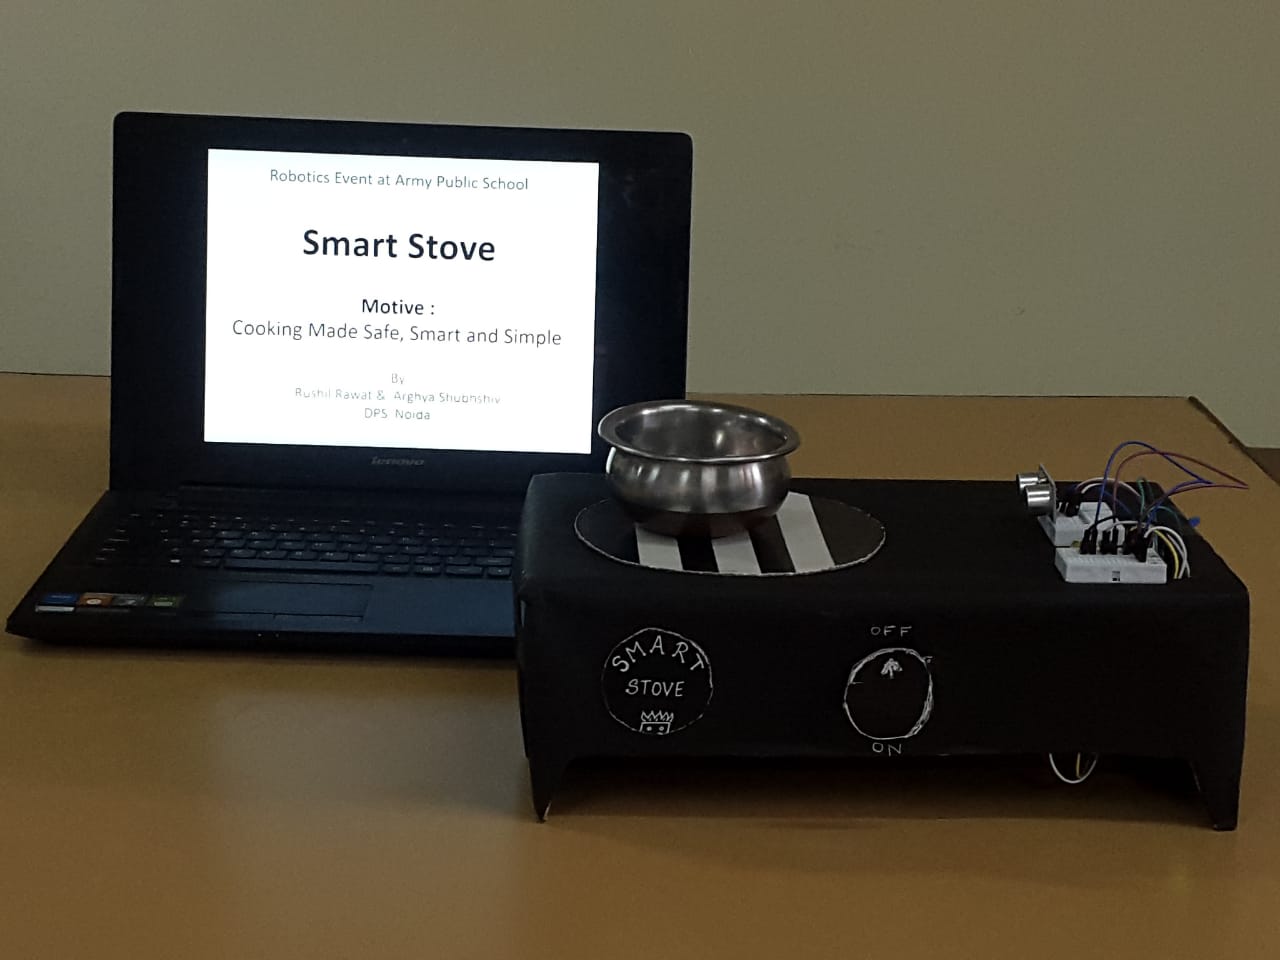 Robotics Event at Army Public School
Smart Stove
Motive :
Cooking Made Safe, Smart and Simple
By
Rushil Rawat & Arghya Shubhshiv
DPS Noida
lenovo
SMART
STOVE
OFF
ON